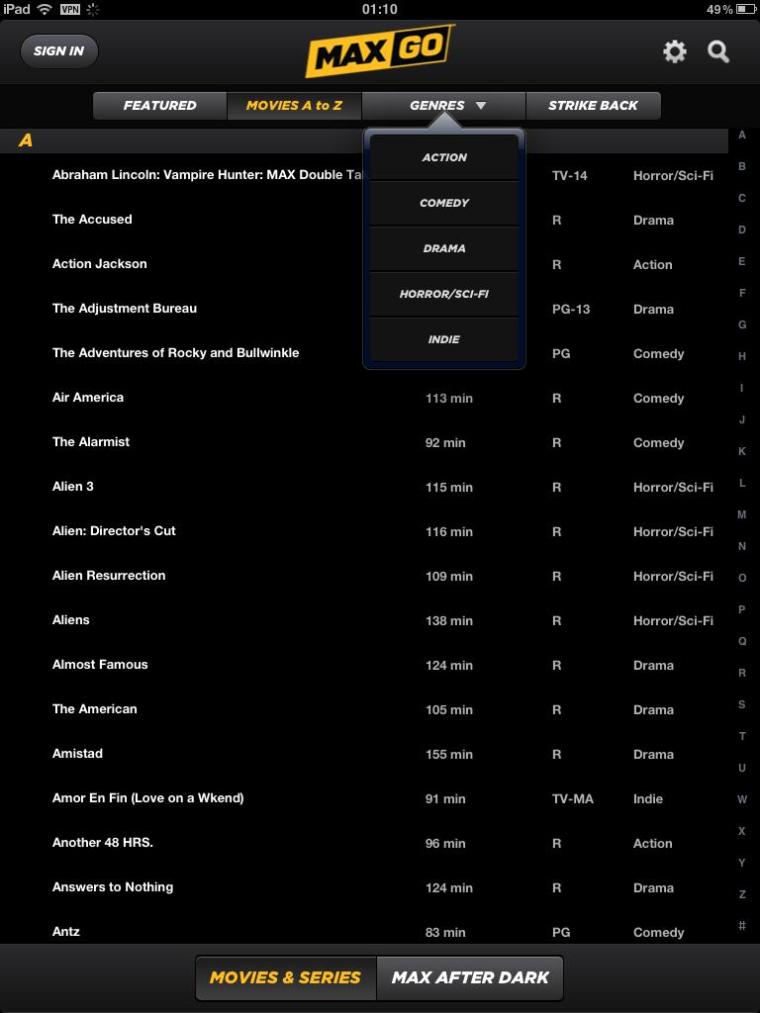 iPad VPN 01:10 49%
SIGN IN MAX GO
FEATURED MOVIES A to Z GENRES ▼ STRIKE BACK
ACTION
COMEDY
DRAMA
HORROR/SCI-FI
INDIE
A
Abraham Lincoln: Vampire Hunter: MAX Double Ta TV-14 Horror/Sci-Fi
The Accused R Drama
Action Jackson R Action
The Adjustment Bureau PG-13 Drama
The Adventures of Rocky and Bullwinkle PG Comedy
Air America 113 min R Comedy
The Alarmist 92 min R Comedy
Alien 3 115 min R Horror/Sci-Fi
Alien: Director's Cut 116 min R Horror/Sci-Fi
Alien Resurrection 109 min R Horror/Sci-Fi
Aliens 138 min R Horror/Sci-Fi
Almost Famous 124 min R Drama
The American 105 min R Drama
Amistad 155 min R Drama
Amor En Fin (Love on a Wkend) 91 min TV-MA Indie
Another 48 HRS. 96 min R Action
Answers to Nothing 124 min R Drama
Antz 83 min PG Comedy
A
B
C
D
E
F
G
H
I
J
K
L
M
N
O
P
Q
R
S
T
U
W
X
Y
Z
#
MOVIES & SERIES MAX AFTER DARK